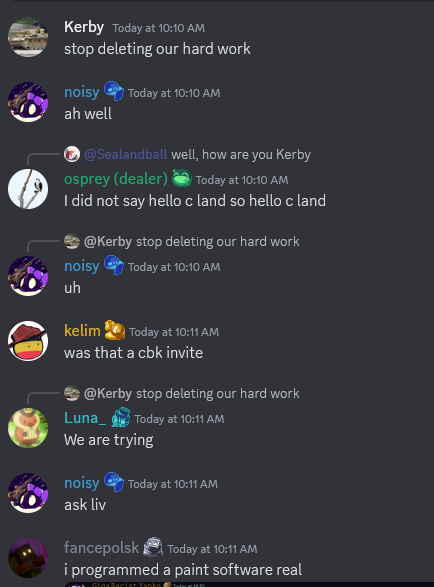 Kerby Today at 10:10 AM
stop deleting our hard work
noisy Today at 10:10 AM
ah well
@Sealandball well, how are you Kerby
osprey (dealer) Today at 10:10 AM
I did not say hello c land so hello c land
@Kerby stop deleting our hard work
noisy Today at 10:10 AM
uh
kelim Today at 10:11 AM
was that a cbk invite
@Kerby stop deleting our hard work
Luna_ Today at 10:11 AM
We are trying
noisy Today at 10:11 AM
ask liv
fancepolsk Today at 10:11 AM
i programmed a paint software real